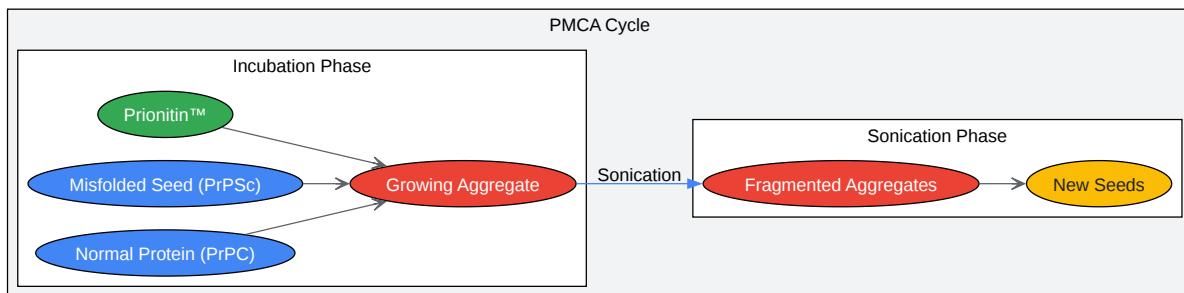 PMCA Cycle
Incubation Phase
Prionitin™
Misfolded Seed (PrPSc)
Normal Protein (PrPC)
Growing Aggregate
Sonication
Sonication Phase
Fragmented Aggregates
New Seeds